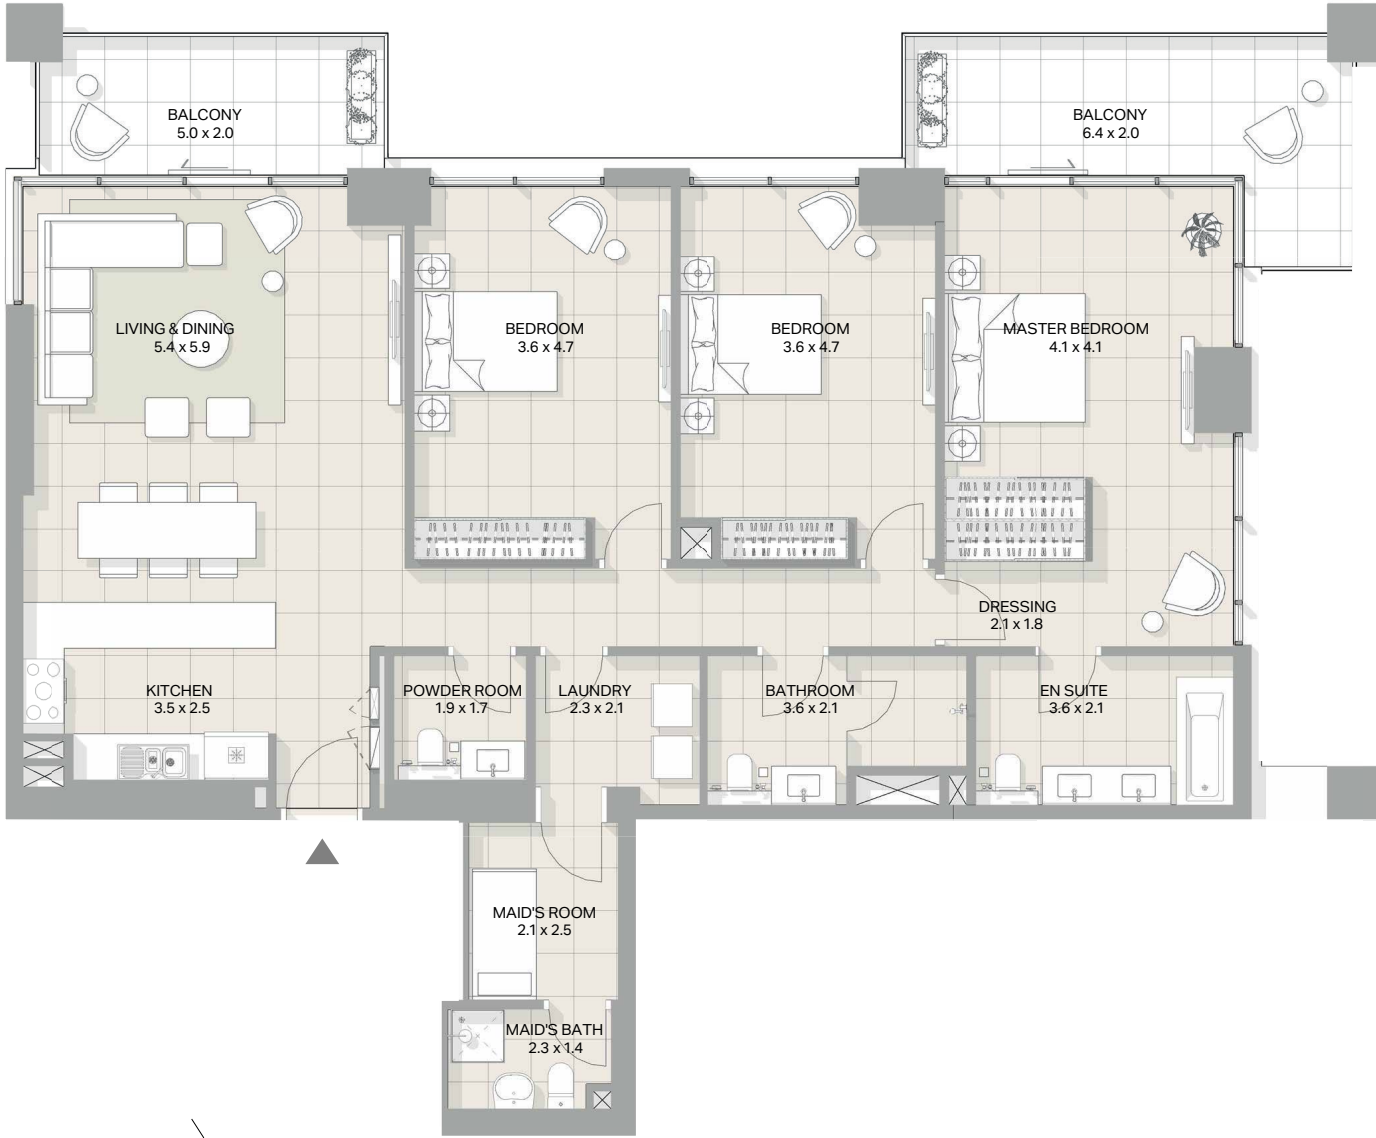 BALCONY
5.0 x 2.0
BALCONY
6.4 x 2.0
LIVING & DINING
5.4 x 5.9
BEDROOM
3.6 x 4.7
BEDROOM
3.6 x 4.7
MASTER BEDROOM
4.1 x 4.1
DRESSING
2.1 x 1.8
KITCHEN
3.5 x 2.5
POWDER ROOM
1.9 x 1.7
LAUNDRY
2.3 x 2.1
BATHROOM
3.6 x 2.1
EN SUITE
3.6 x 2.1
MAID'S ROOM
2.1 x 2.5
MAID'S BATH
2.3 x 1.4